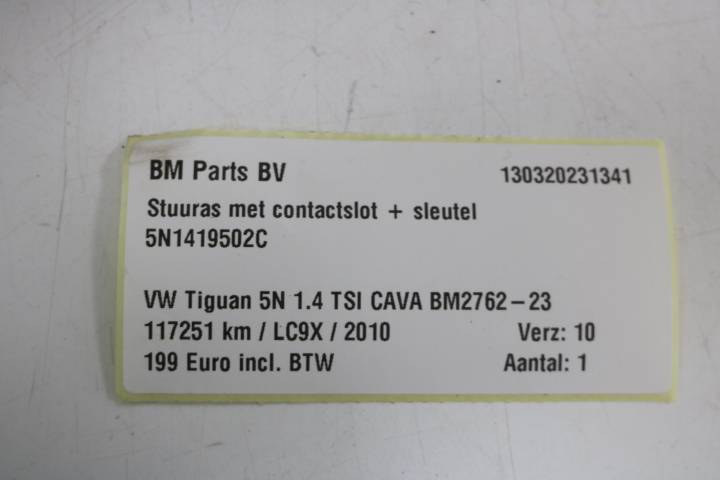 BM Parts BV 130320231341
Stuuras met contactslot + sleutel
5N1419502C
VW Tiguan 5N 1.4 TSI CAVA BM2762-23
117251 km / LC9X / 2010 Verz: 10
199 Euro incl. BTW Aantal: 1